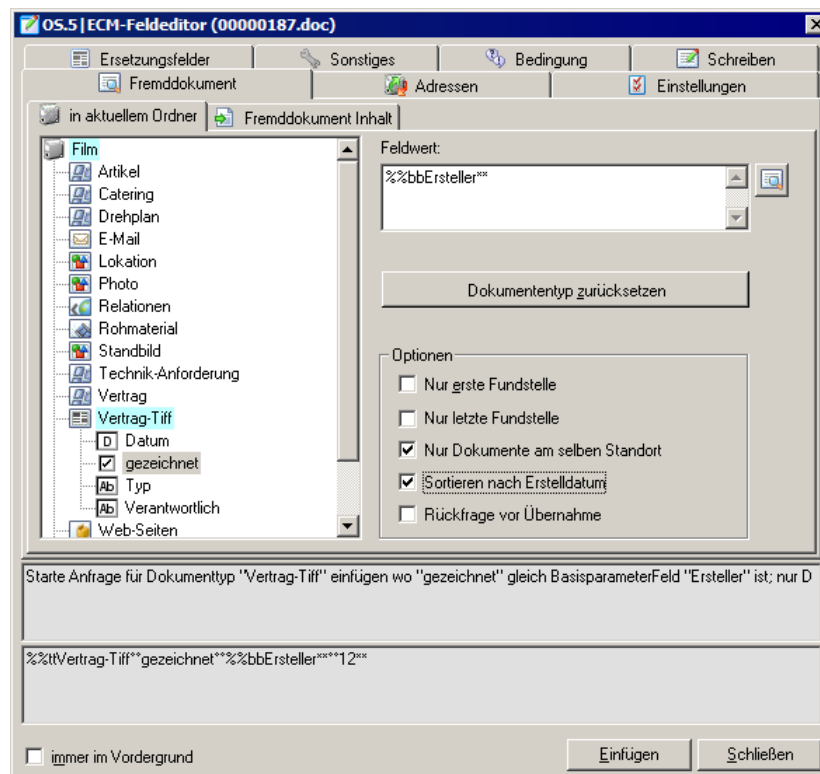 OS.5|ECM-Feldeditor (00000187.doc)
Ersetzungsfelder Sonstiges Bedingung Schreiben
Fremddokument Adressen Einstellungen
in aktuellem Ordner Fremddokument Inhalt
Film
Artikel
Catering
Drehplan
E-Mail
Lokation
Photo
Relationen
Rohmaterial
Standbild
Technik-Anforderung
Vertrag
Vertrag-Tiff
D Datum
gezeichnet
Ab Typ
Ab Verantwortlich
Web-Seiten
Feldwert:
%%bbErsteller**
Dokumententyp zurücksetzen
Optionen
Nur erste Fundstelle
Nur letzte Fundstelle
Nur Dokumente am selben Standort
Sortieren nach Erstelldatum
Rückfrage vor Übernahme
Starte Anfrage für Dokumenttyp "Vertrag-Tiff" einfügen wo "gezeichnet" gleich BasisparameterFeld "Ersteller" ist; nur D
%%ttVertrag-Tiff**gezeichnet**%%bbErsteller****12**
immer im Vordergrund
Einfügen Schließen